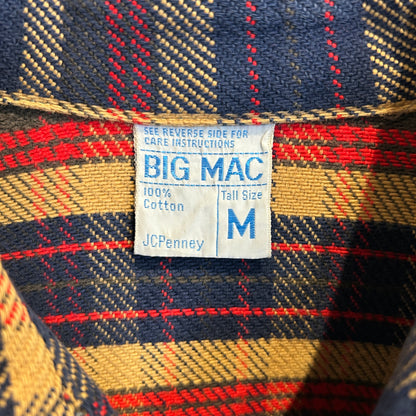 SEE REVERSE SIDE FOR
CARE INSTRUCTIONS
BIG MAC
100% Tall Size
Cotton M
JCPenney